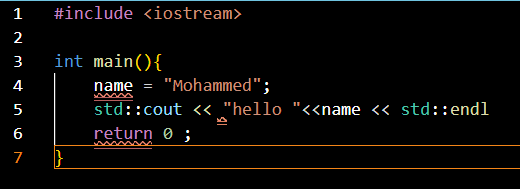 1 #include <iostream>
2
3 int main(){
4 name = "Mohammed";
5 std::cout << "hello "<<name << std::endl
6 return 0 ;
7 }